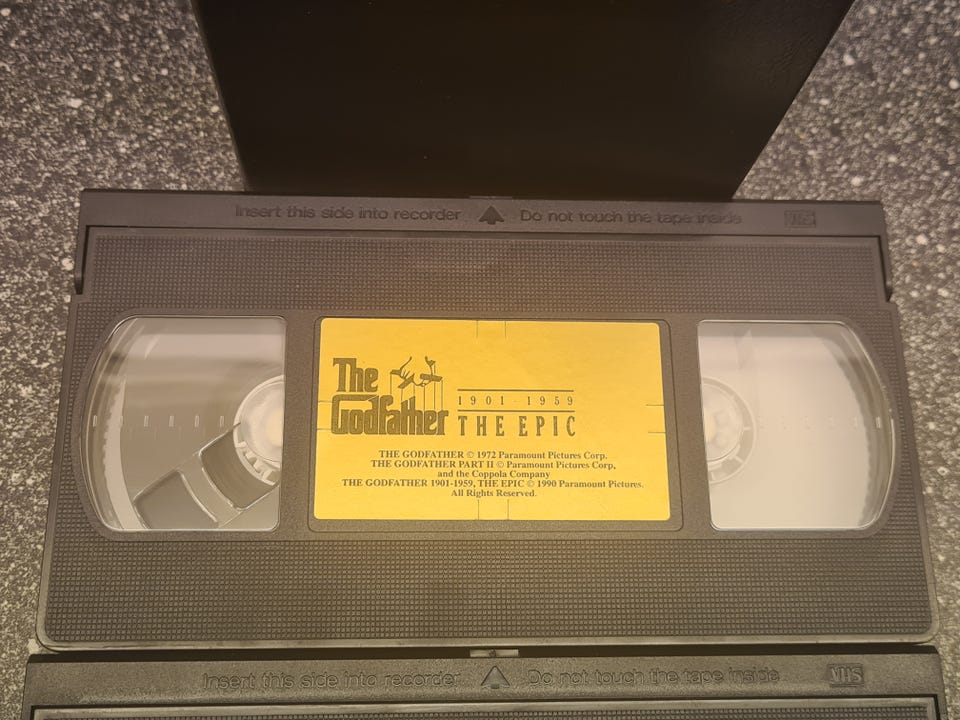 Insert this side into recorder Do not touch the tape inside VHS
The Godfather
1901-1959
THE EPIC
THE GODFATHER © 1972 Paramount Pictures Corp.
THE GODFATHER PART II © Paramount Pictures Corp,
and the Coppola Company
THE GODFATHER 1901-1959, THE EPIC © 1990 Paramount Pictures.
All Rights Reserved.
Insert this side into recorder Do not touch the tape inside VHS